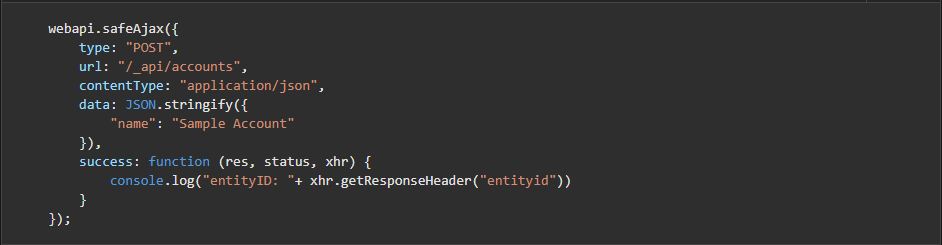 webapi.safeAjax({
    type: "POST",
    url: "/_api/accounts",
    contentType: "application/json",
    data: JSON.stringify({
        "name": "Sample Account"
    }),
    success: function (res, status, xhr) {
        console.log("entityID: "+ xhr.getResponseHeader("entityid"))
    }
});